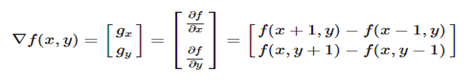 ∇f(x, y) = [ g_x g_y ] = [ ∂f/∂x ∂f/∂y ] = [ f(x + 1, y) − f(x − 1, y) f(x, y + 1) − f(x, y − 1) ]